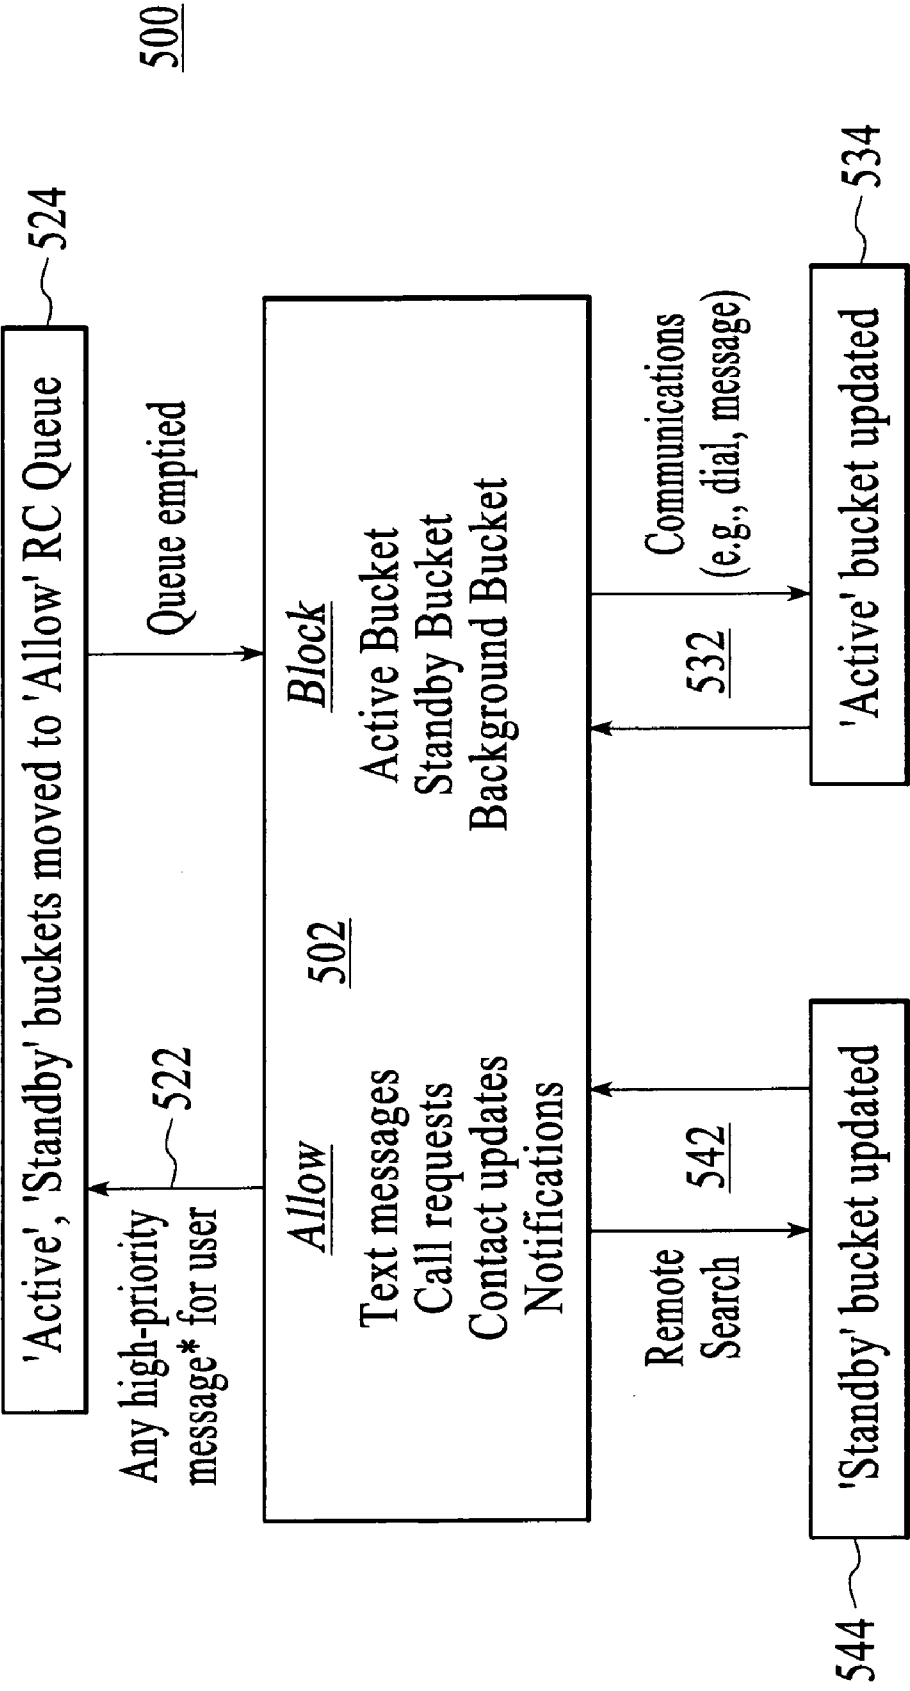 500
524
'Active', 'Standby' buckets moved to 'Allow' RC Queue
Any high-priority
message* for user
522
Queue emptied
Allow
Text messages
Call requests
Contact updates
Notifications
502
Block
Active Bucket
Standby Bucket
Background Bucket
Remote
Search
542
532
Communications
(e.g., dial, message)
544
'Standby' bucket updated
'Active' bucket updated
534